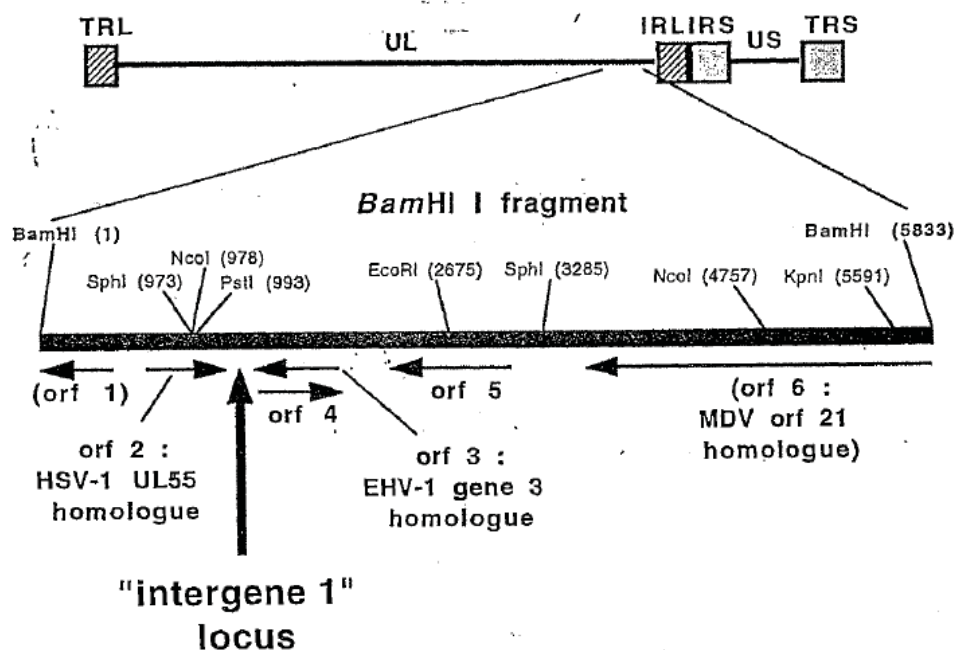 TRL UL IRLIRS US TRS
BamHI I fragment
BamHI (1)
BamHI (5833)
SphI (973)
NcoI (978)
PstI (993)
EcoRI (2675)
SphI (3285)
NcoI (4757)
KpnI (5591)
(orf 1)
orf 4
orf 5
(orf 6 :
MDV orf 21
homologue)
orf 2 :
HSV-1 UL55
homologue
orf 3 :
EHV-1 gene 3
homologue
"intergene 1"
locus